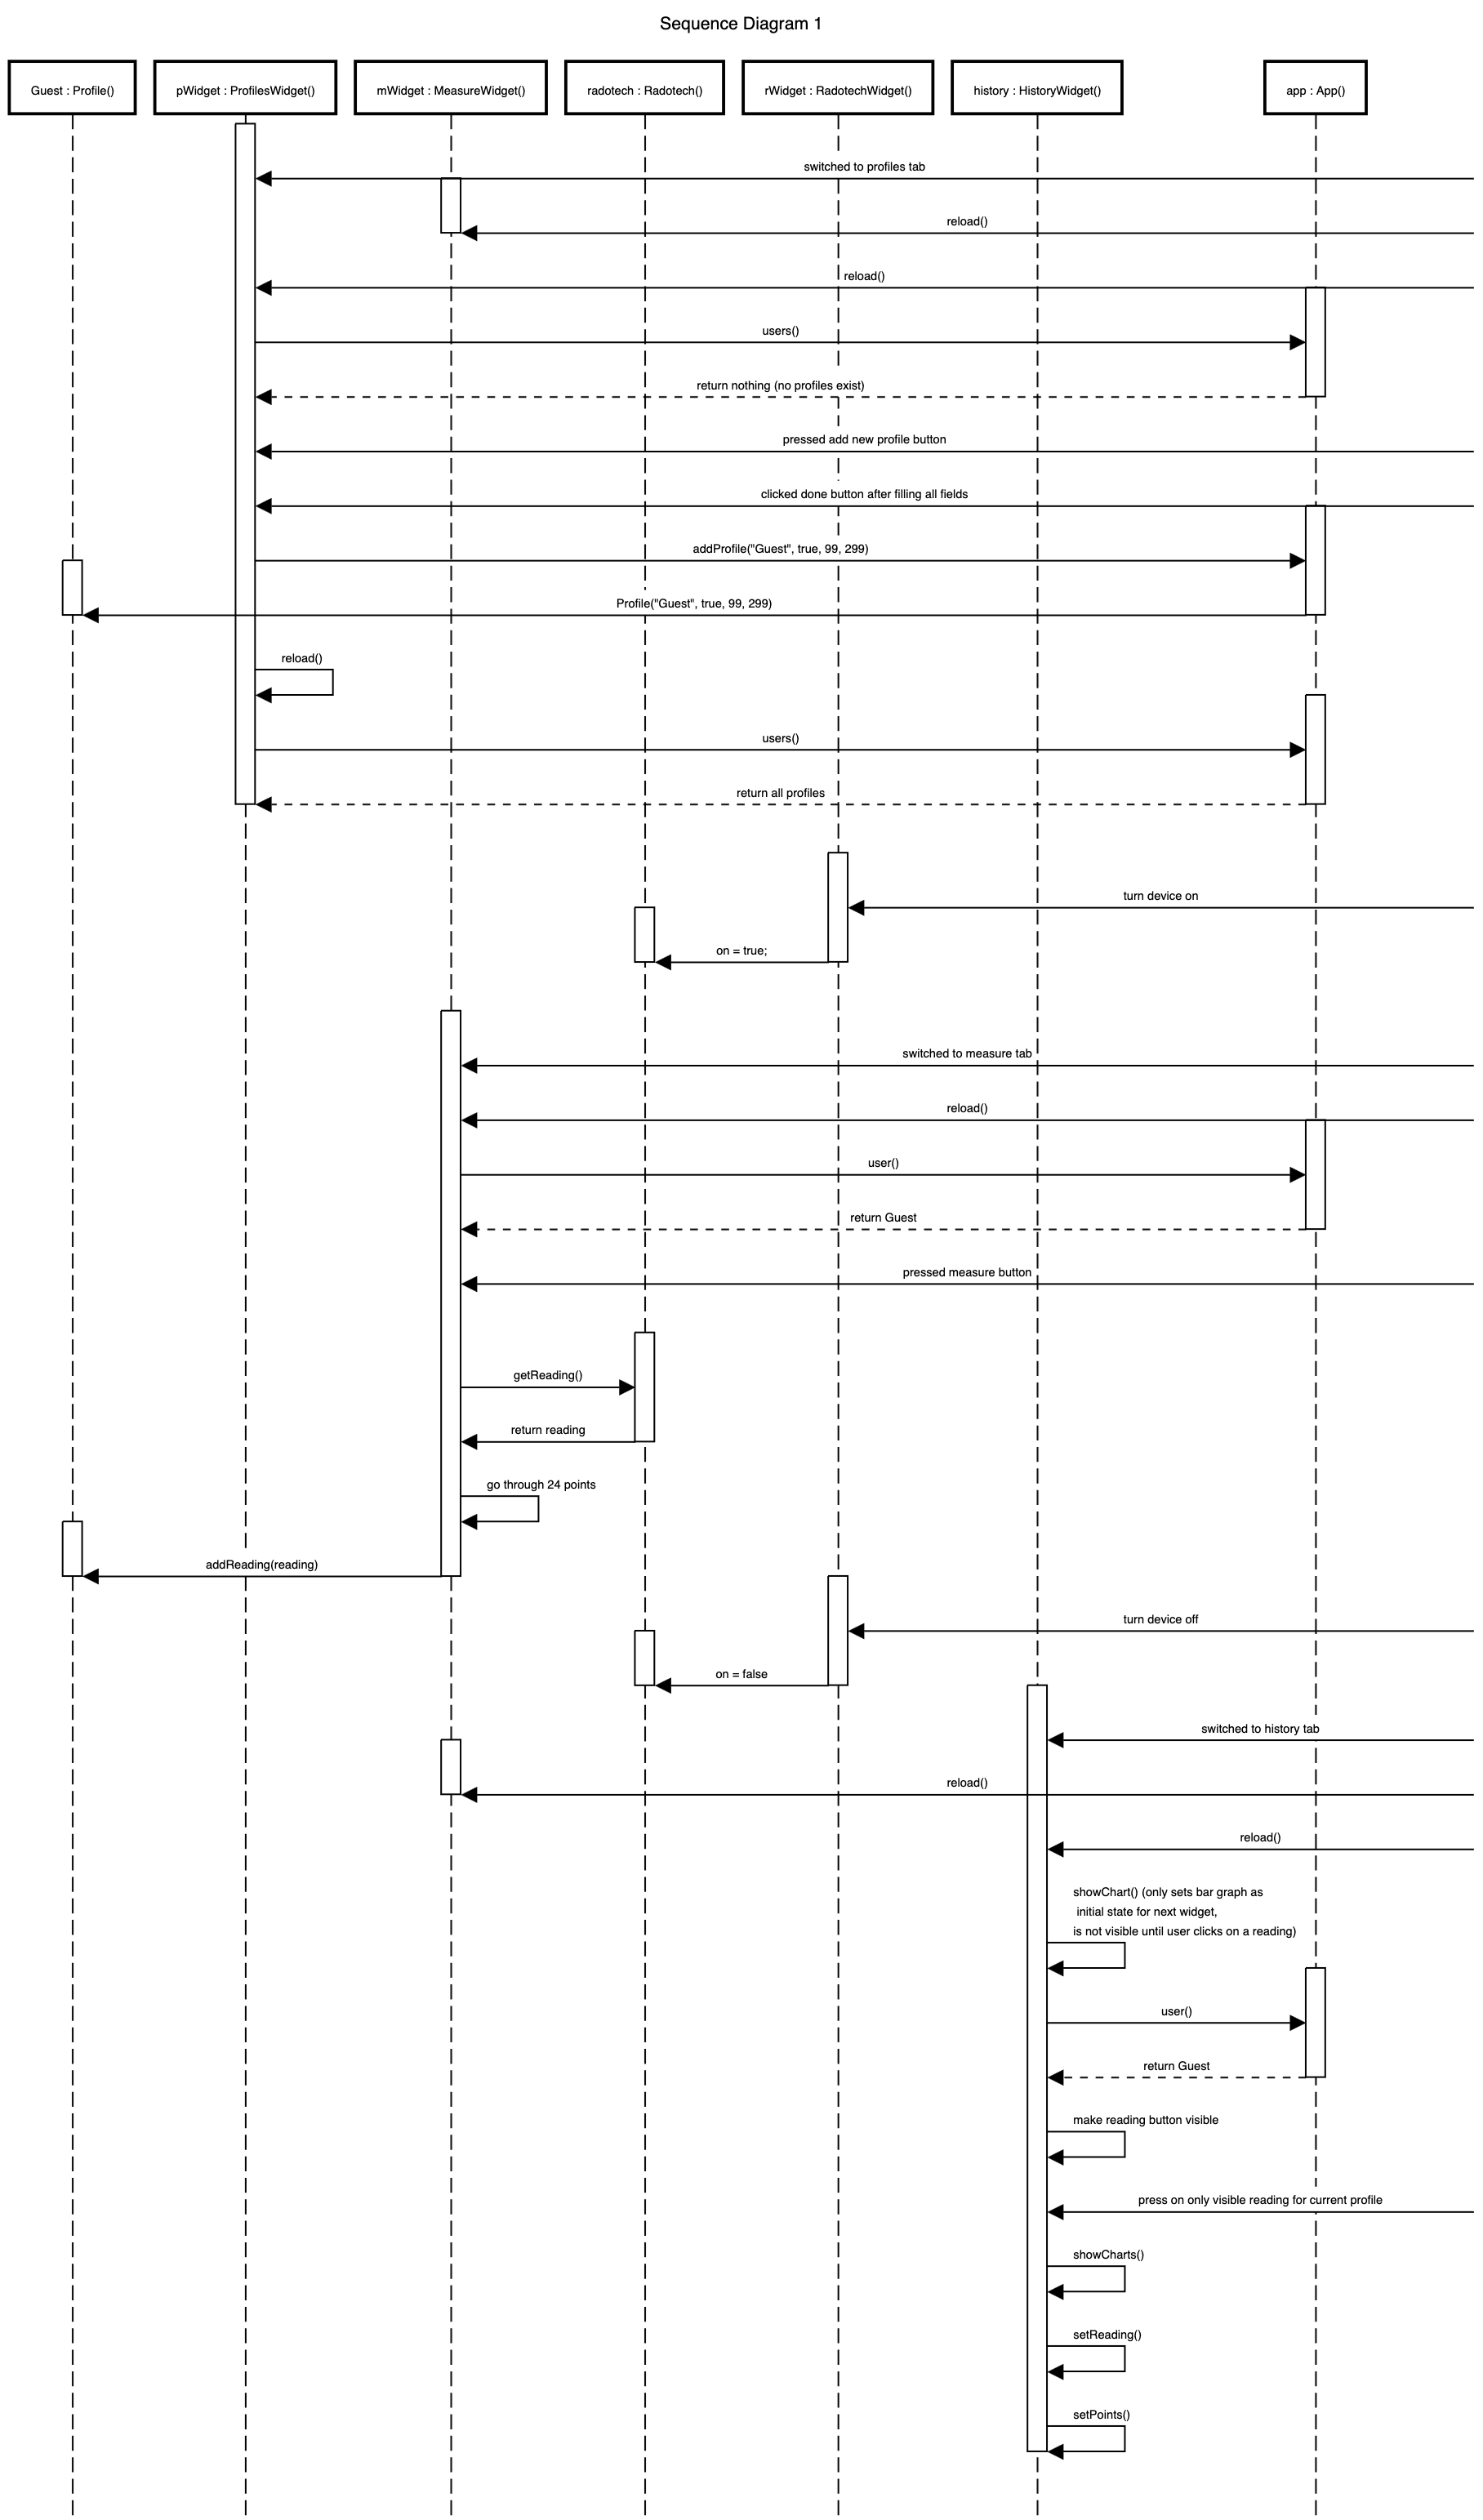 Sequence Diagram 1
Guest : Profile()
pWidget : ProfilesWidget()
mWidget : MeasureWidget()
radotech : Radotech()
rWidget : RadotechWidget()
history : HistoryWidget()
app : App()
switched to profiles tab
reload()
reload()
users()
return nothing (no profiles exist)
pressed add new profile button
clicked done button after filling all fields
addProfile("Guest", true, 99, 299)
Profile("Guest", true, 99, 299)
reload()
users()
return all profiles
turn device on
on = true;
switched to measure tab
reload()
user()
return Guest
pressed measure button
getReading()
return reading
go through 24 points
addReading(reading)
turn device off
on = false
switched to history tab
reload()
reload()
showChart() (only sets bar graph as
initial state for next widget,
is not visible until user clicks on a reading)
user()
return Guest
make reading button visible
press on only visible reading for current profile
showCharts()
setReading()
setPoints()